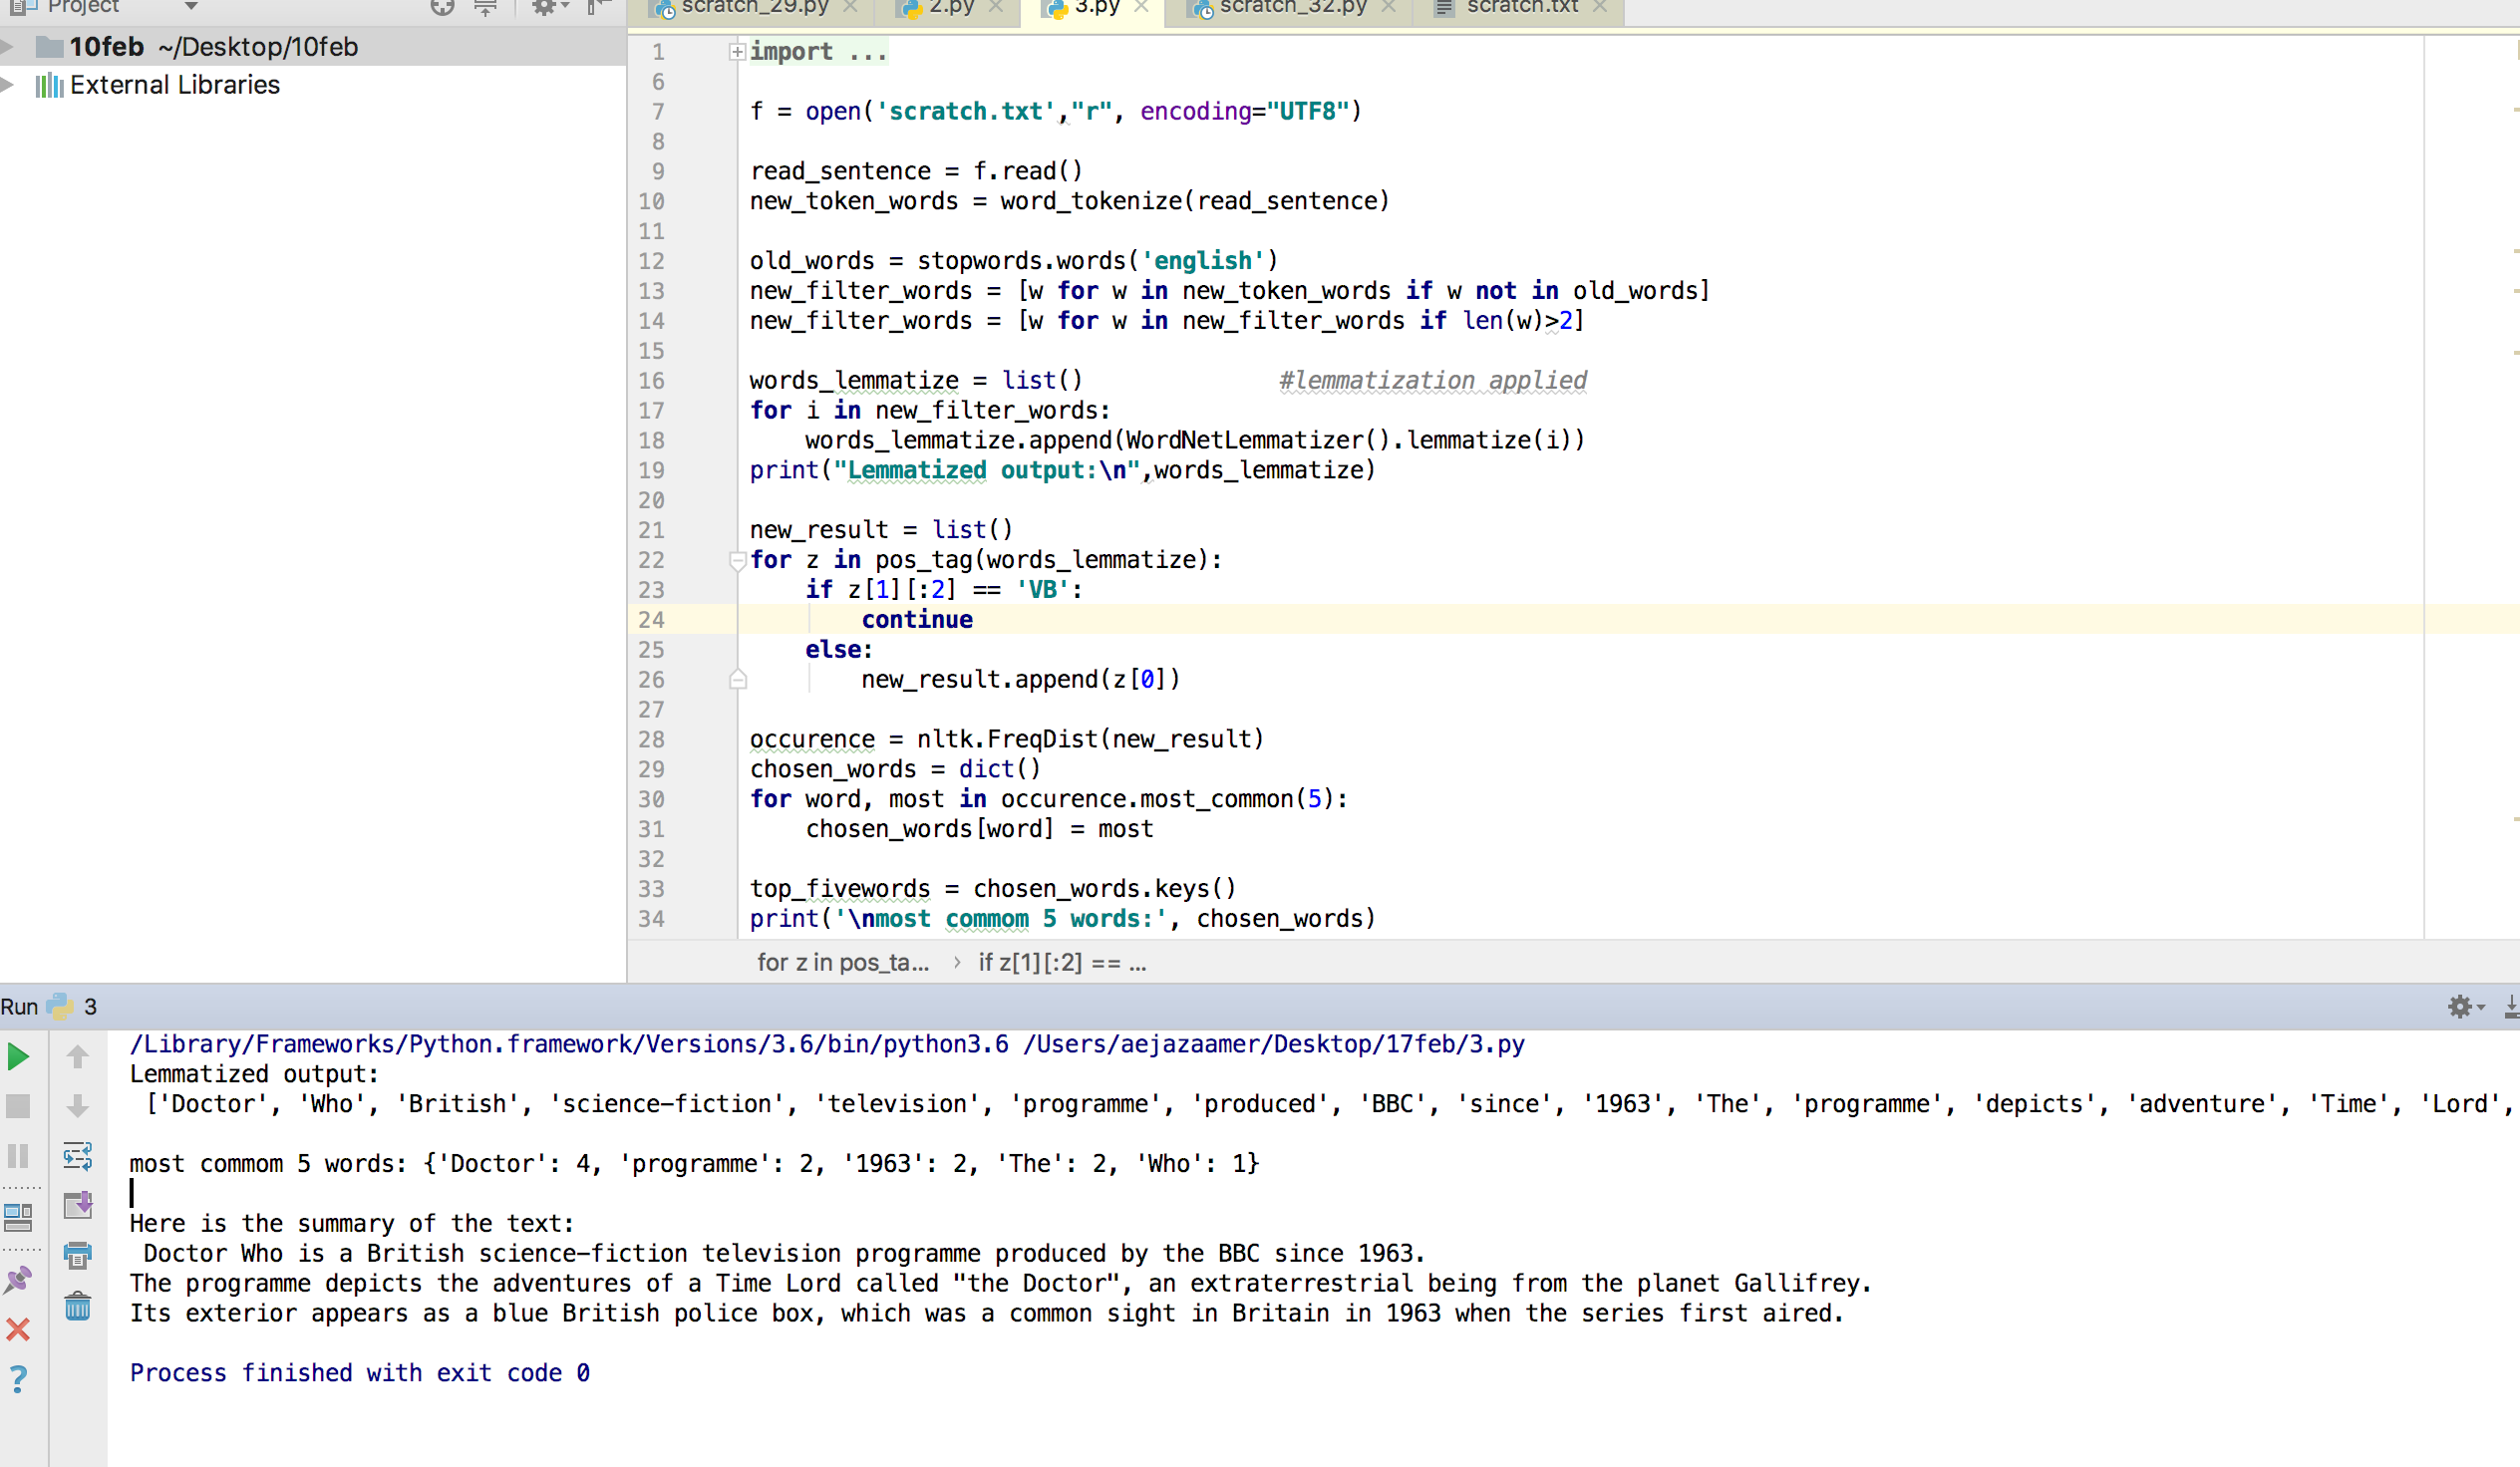 Project
scratch_29.py
2.py
3.py
scratch_32.py
scratch.txt
10feb ~/Desktop/10feb
External Libraries
1 import ...
6
7 f = open('scratch.txt',"r", encoding="UTF8")
8
9 read_sentence = f.read()
10 new_token_words = word_tokenize(read_sentence)
11
12 old_words = stopwords.words('english')
13 new_filter_words = [w for w in new_token_words if w not in old_words]
14 new_filter_words = [w for w in new_filter_words if len(w)>2]
15
16 words_lemmatize = list() #lemmatization applied
17 for i in new_filter_words:
18 words_lemmatize.append(WordNetLemmatizer().lemmatize(i))
19 print("Lemmatized output:\n",words_lemmatize)
20
21 new_result = list()
22 for z in pos_tag(words_lemmatize):
23 if z[1][:2] == 'VB':
24 continue
25 else:
26 new_result.append(z[0])
27
28 occurence = nltk.FreqDist(new_result)
29 chosen_words = dict()
30 for word, most in occurence.most_common(5):
31 chosen_words[word] = most
32
33 top_fivewords = chosen_words.keys()
34 print('\nmost commom 5 words:', chosen_words)
for z in pos_ta... › if z[1][:2] == ...
Run 3
/Library/Frameworks/Python.framework/Versions/3.6/bin/python3.6 /Users/aejazaamer/Desktop/17feb/3.py
Lemmatized output:
['Doctor', 'Who', 'British', 'science-fiction', 'television', 'programme', 'produced', 'BBC', 'since', '1963', 'The', 'programme', 'depicts', 'adventure', 'Time', 'Lord',
most commom 5 words: {'Doctor': 4, 'programme': 2, '1963': 2, 'The': 2, 'Who': 1}
Here is the summary of the text:
Doctor Who is a British science-fiction television programme produced by the BBC since 1963.
The programme depicts the adventures of a Time Lord called "the Doctor", an extraterrestrial being from the planet Gallifrey.
Its exterior appears as a blue British police box, which was a common sight in Britain in 1963 when the series first aired.
Process finished with exit code 0